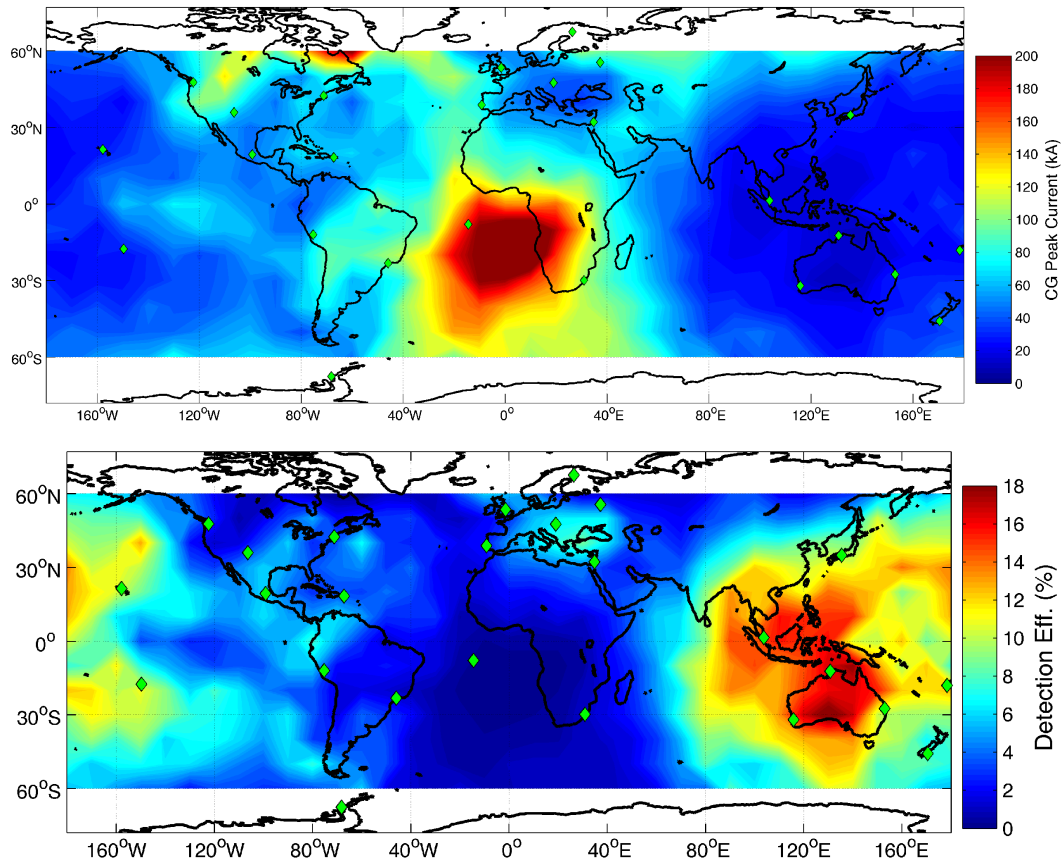 60°N
30°N
0°
30°S
60°S
160°W
120°W
80°W
40°W
0°
40°E
80°E
120°E
160°E
200
180
160
140
120
100
80
60
40
20
0
CG Peak Current (kA)
60°N
30°N
0°
30°S
60°S
160°W
120°W
80°W
40°W
0°
40°E
80°E
120°E
160°E
18
16
14
12
10
8
6
4
2
0
Detection Eff. (%)